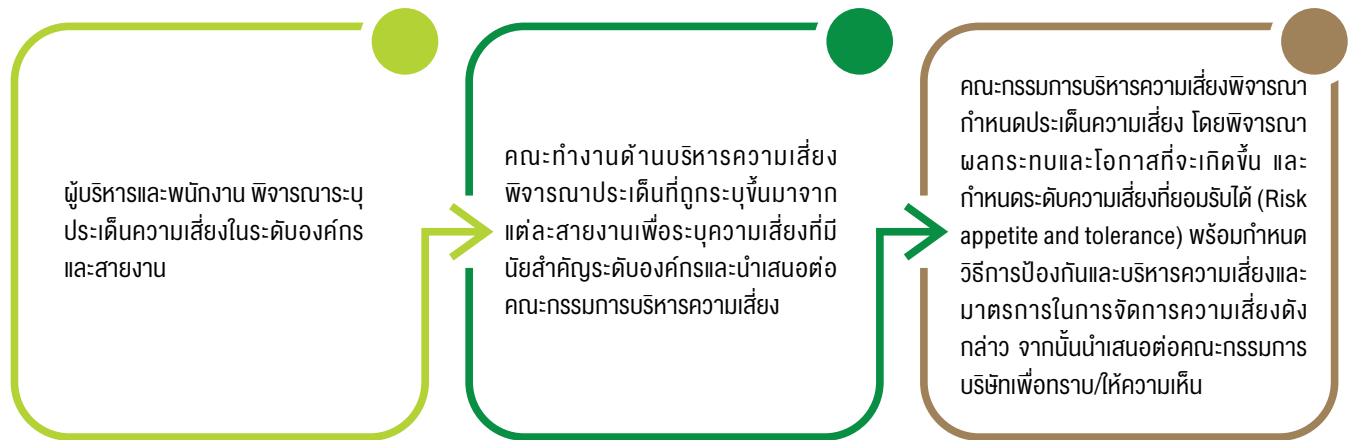 ผู้บริหารและพนักงาน พิจารณาระบุ
ประเด็นความเสี่ยงในระดับองค์กร
และสายงาน
คณะทำงานด้านบริหารความเสี่ยง
พิจารณาประเด็นที่ถูกระบุขึ้นมาจาก
แต่ละสายงานเพื่อระบุความเสี่ยงที่มี
นัยสำคัญระดับองค์กรและนำเสนอต่อ
คณะกรรมการบริหารความเสี่ยง
คณะกรรมการบริหารความเสี่ยงพิจารณา
กำหนดประเด็นความเสี่ยง โดยพิจารณา
ผลกระทบและโอกาสที่จะเกิดขึ้น และ
กำหนดระดับความเสี่ยงที่ยอมรับได้ (Risk
appetite and tolerance) พร้อมกำหนด
วิธีการป้องกันและบริหารความเสี่ยงและ
มาตรการในการจัดการความเสี่ยงดัง
กล่าว จากนั้นนำเสนอต่อคณะกรรมการ
บริษัทเพื่อทราบ/ให้ความเห็น